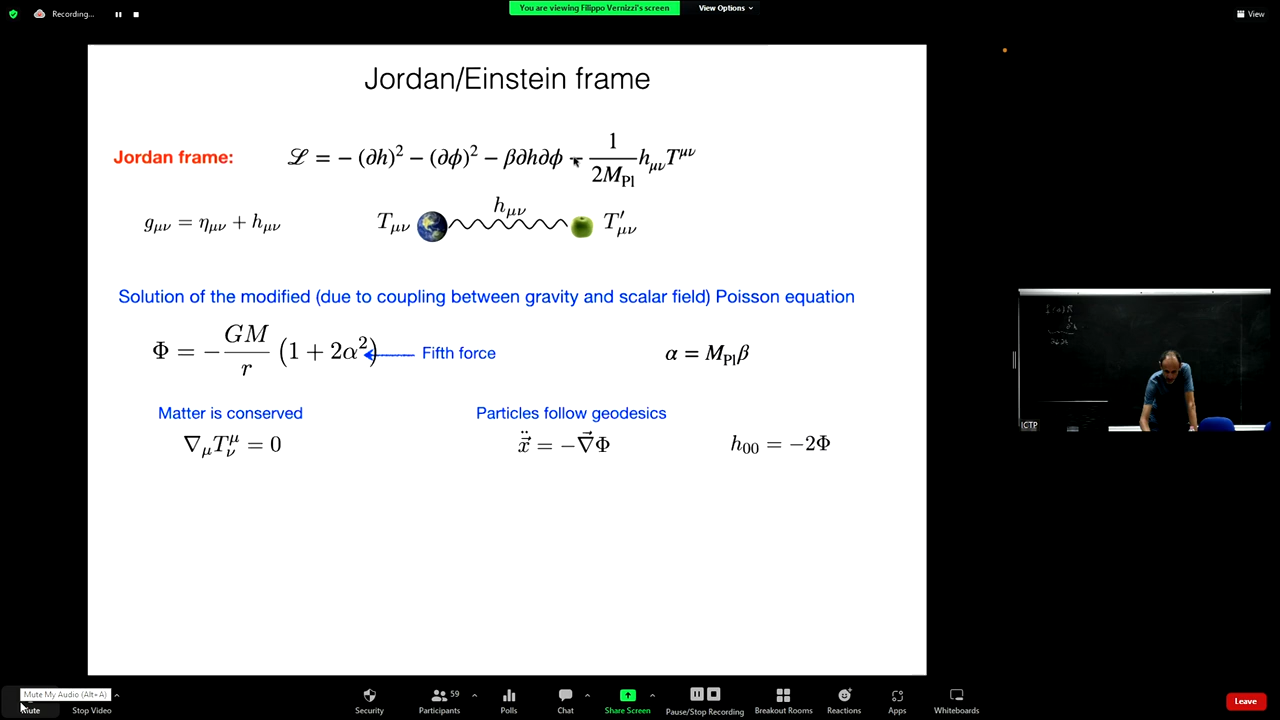 Recording...
You are viewing Filippo Vernizzi's screen
View Options
View
Jordan/Einstein frame
Jordan frame:
ℒ = − (∂h)² − (∂ϕ)² − β∂h∂ϕ − 1/(2M_Pl) h_μν T^μν
g_μν = η_μν + h_μν
T_μν h_μν T′_μν
Solution of the modified (due to coupling between gravity and scalar field) Poisson equation
Φ = − GM/r (1 + 2α²)
Fifth force
α = M_Pl β
Matter is conserved
Particles follow geodesics
∇_μ T^μ_ν = 0
ẍ⃗ = −∇⃗Φ
h₀₀ = −2Φ
ICTP
Mute My Audio (Alt+A)
Mute
Stop Video
Security
Participants
59
Polls
Chat
Share Screen
Pause/Stop Recording
Breakout Rooms
Reactions
Apps
Whiteboards
Leave